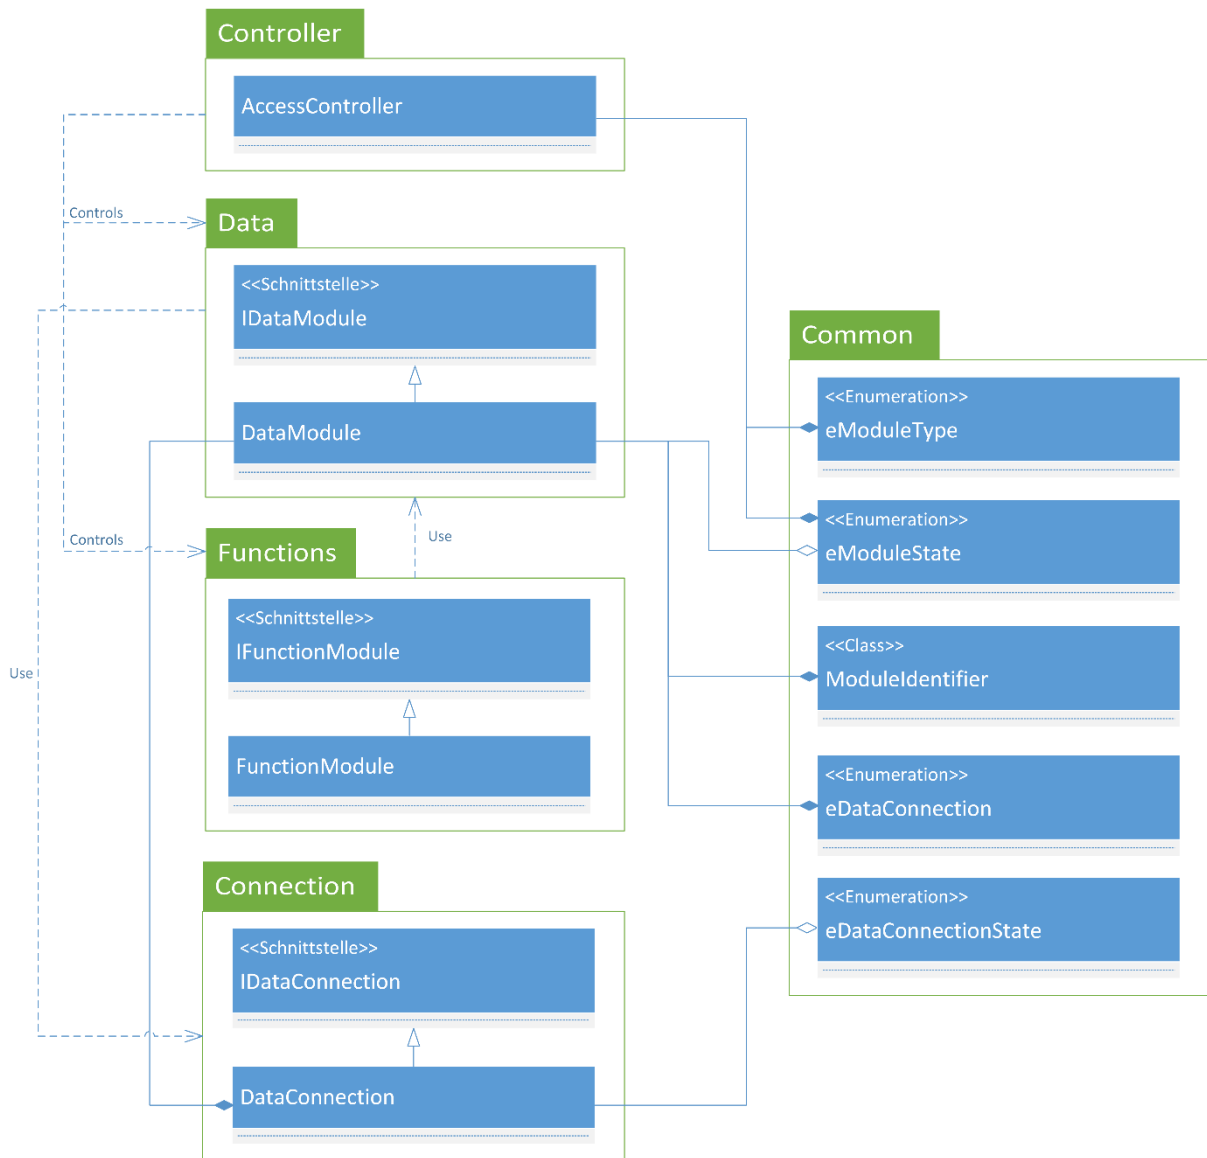 Controller
AccessController
Controls
Data
<<Schnittstelle>>
IDataModule
DataModule
Controls
Use
Functions
<<Schnittstelle>>
IFunctionModule
FunctionModule
Use
Connection
<<Schnittstelle>>
IDataConnection
DataConnection
Common
<<Enumeration>>
eModuleType
<<Enumeration>>
eModuleState
<<Class>>
ModuleIdentifier
<<Enumeration>>
eDataConnection
<<Enumeration>>
eDataConnectionState